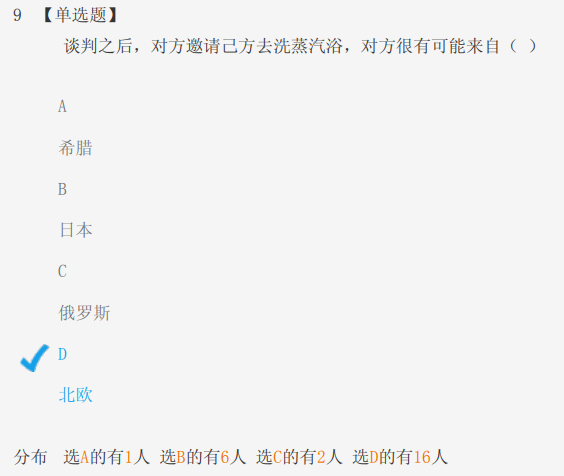 9 【单选题】
谈判之后，对方邀请己方去洗蒸汽浴，对方很有可能来自（ ）
A
希腊
B
日本
C
俄罗斯
D
北欧
分布 选A的有1人 选B的有6人 选C的有2人 选D的有16人